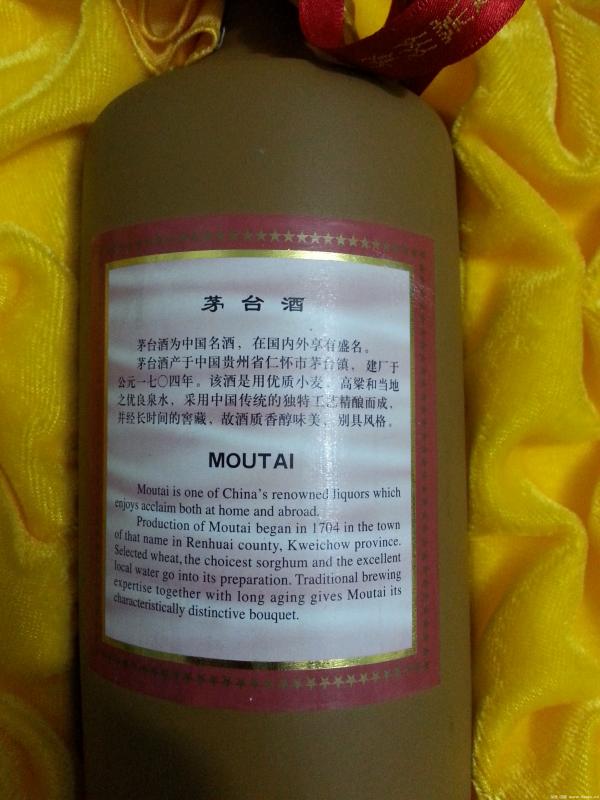 茅台酒
茅台酒为中国名酒，在国内外享有盛名。
茅台酒产于中国贵州省仁怀市茅台镇，建厂于
公元一七〇四年。该酒是用优质小麦、高粱和当地
之优良泉水，采用中国传统的独特工艺精酿而成，
并经长时间的窖藏，故酒质香醇味美，别具风格。
MOUTAI
Moutai is one of China's renowned liquors which
enjoys acclaim both at home and abroad.
Production of Moutai began in 1704 in the town
of that name in Renhuai county, Kweichow province.
Selected wheat, the choicest sorghum and the excellent
local water go into its preparation. Traditional brewing
expertise together with long aging gives Moutai its
characteristically distinctive bouquet.